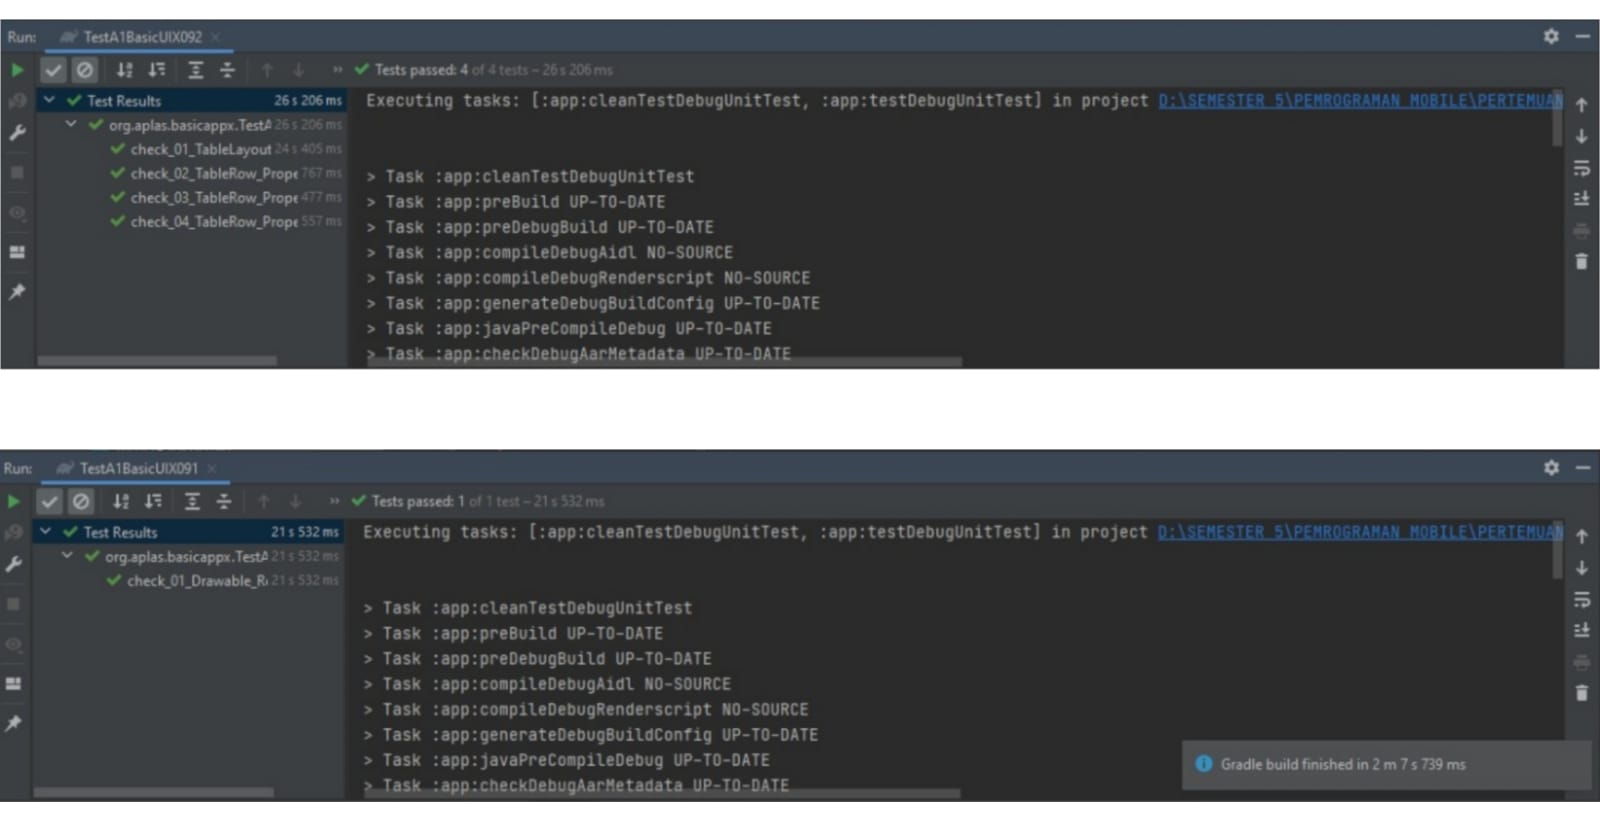 Run: TestA1BasicUIX092 ×
» Tests passed: 4 of 4 tests – 26 s 206 ms
Test Results 26 s 206 ms
org.aplas.basicappx.TestA 26 s 206 ms
check_01_TableLayout 24 s 405 ms
check_02_TableRow_Prope 767 ms
check_03_TableRow_Prope 477 ms
check_04_TableRow_Prope 557 ms
Executing tasks: [:app:cleanTestDebugUnitTest, :app:testDebugUnitTest] in project D:\SEMESTER 5\PEMROGRAMAN MOBILE\PERTEMUAN
> Task :app:cleanTestDebugUnitTest
> Task :app:preBuild UP-TO-DATE
> Task :app:preDebugBuild UP-TO-DATE
> Task :app:compileDebugAidl NO-SOURCE
> Task :app:compileDebugRenderscript NO-SOURCE
> Task :app:generateDebugBuildConfig UP-TO-DATE
> Task :app:javaPreCompileDebug UP-TO-DATE
> Task :app:checkDebugAarMetadata UP-TO-DATE
Run: TestA1BasicUIX091 ×
» Tests passed: 1 of 1 test – 21 s 532 ms
Test Results 21 s 532 ms
org.aplas.basicappx.TestA 21 s 532 ms
check_01_Drawable_R 21 s 532 ms
Executing tasks: [:app:cleanTestDebugUnitTest, :app:testDebugUnitTest] in project D:\SEMESTER 5\PEMROGRAMAN MOBILE\PERTEMUAN
> Task :app:cleanTestDebugUnitTest
> Task :app:preBuild UP-TO-DATE
> Task :app:preDebugBuild UP-TO-DATE
> Task :app:compileDebugAidl NO-SOURCE
> Task :app:compileDebugRenderscript NO-SOURCE
> Task :app:generateDebugBuildConfig UP-TO-DATE
> Task :app:javaPreCompileDebug UP-TO-DATE
> Task :app:checkDebugAarMetadata UP-TO-DATE
Gradle build finished in 2 m 7 s 739 ms